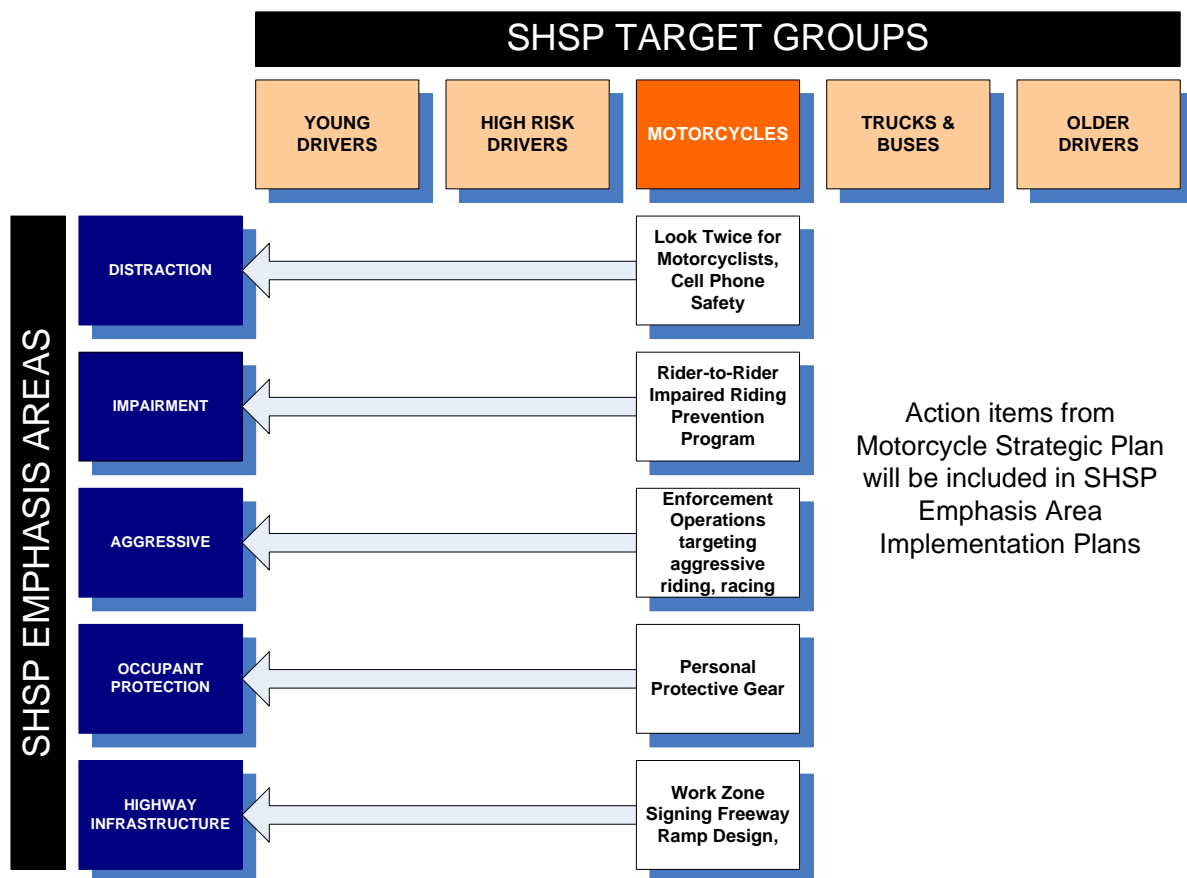 SHSP TARGET GROUPS
YOUNG
DRIVERS
HIGH RISK
DRIVERS
MOTORCYCLES
TRUCKS &
BUSES
OLDER
DRIVERS
SHSP EMPHASIS AREAS
DISTRACTION
Look Twice for
Motorcyclists,
Cell Phone
Safety
IMPAIRMENT
Rider-to-Rider
Impaired Riding
Prevention
Program
AGGRESSIVE
Enforcement
Operations
targeting
aggressive
riding, racing
OCCUPANT
PROTECTION
Personal
Protective Gear
HIGHWAY
INFRASTRUCTURE
Work Zone
Signing Freeway
Ramp Design,
Action items from
Motorcycle Strategic Plan
will be included in SHSP
Emphasis Area
Implementation Plans